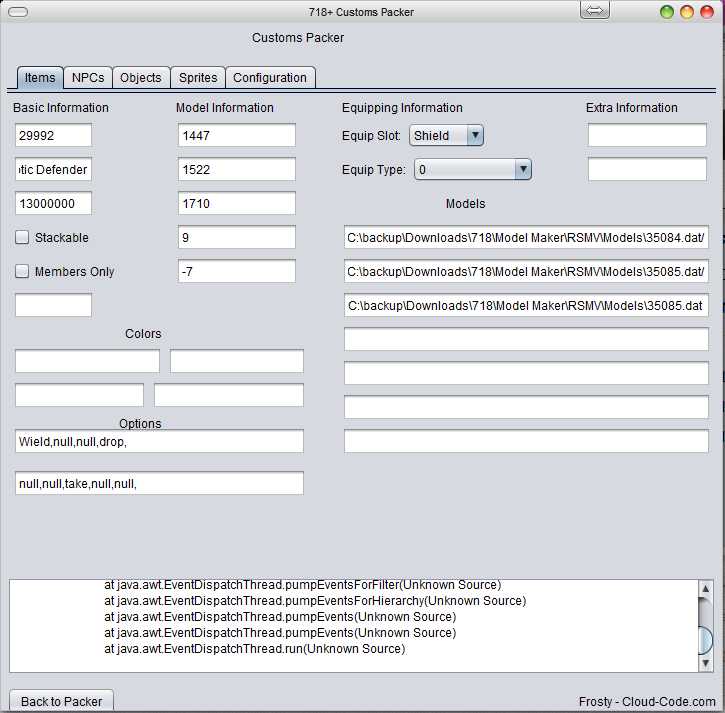 718+ Customs Packer
Customs Packer
Items NPCs Objects Sprites Configuration
Basic Information Model Information Equipping Information Extra Information
29992 1447 Equip Slot: Shield
tic Defender 1522 Equip Type: 0
13000000 1710 Models
Stackable 9 C:\backup\Downloads\718\Model Maker\RSMV\Models\35084.dat/
Members Only -7 C:\backup\Downloads\718\Model Maker\RSMV\Models\35085.dat/
C:\backup\Downloads\718\Model Maker\RSMV\Models\35085.dat
Colors
Options
Wield,null,null,drop,
null,null,take,null,null,
at java.awt.EventDispatchThread.pumpEventsForFilter(Unknown Source)
at java.awt.EventDispatchThread.pumpEventsForHierarchy(Unknown Source)
at java.awt.EventDispatchThread.pumpEvents(Unknown Source)
at java.awt.EventDispatchThread.pumpEvents(Unknown Source)
at java.awt.EventDispatchThread.run(Unknown Source)
Back to Packer Frosty - Cloud-Code.com